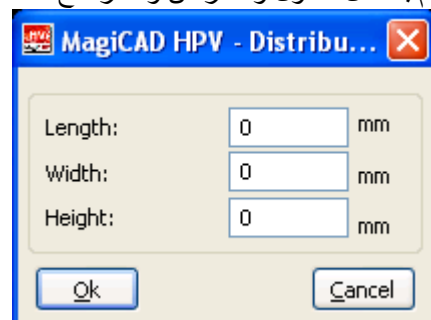 MagiCAD HPV - Distribu...
Length: 0 mm
Width: 0 mm
Height: 0 mm
Ok Cancel